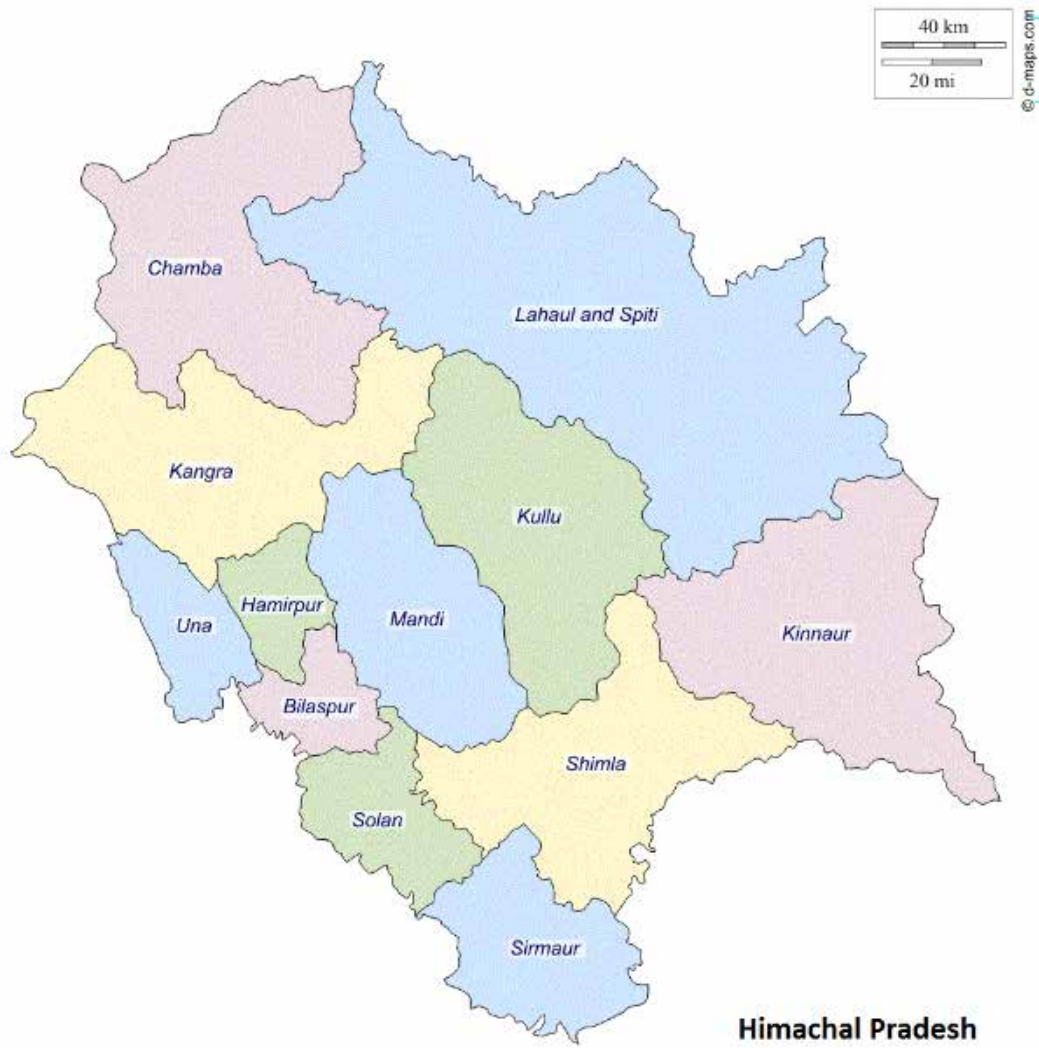 40 km
20 mi
© d-maps.com
Chamba
Lahaul and Spiti
Kangra
Kullu
Hamirpur
Una
Mandi
Kinnaur
Bilaspur
Shimla
Solan
Sirmaur
Himachal Pradesh